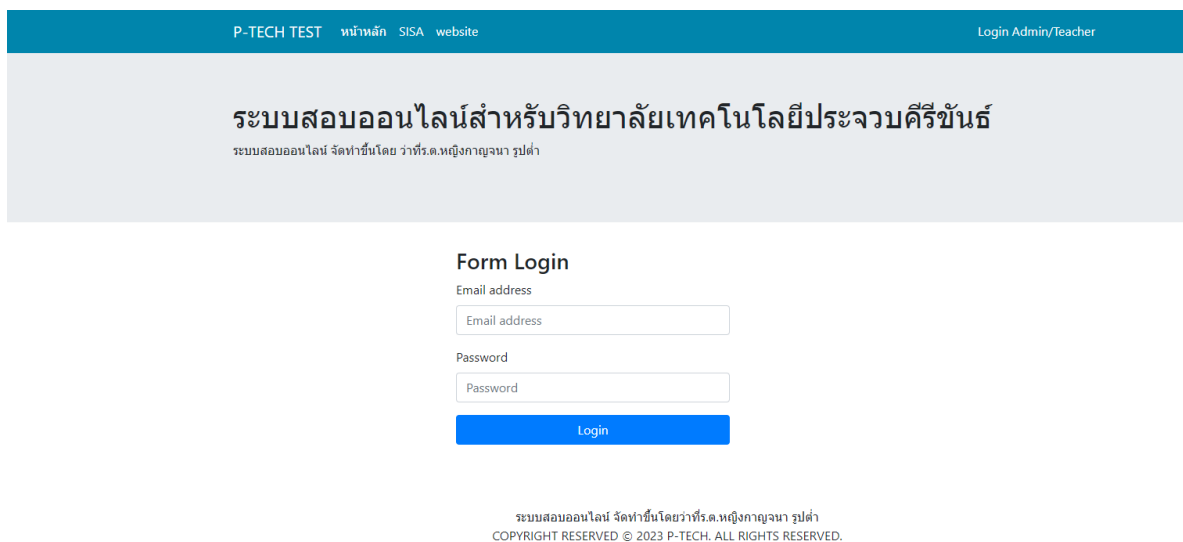 P-TECH TEST หน้าหลัก SISA website Login Admin/Teacher
ระบบสอบออนไลน์สำหรับวิทยาลัยเทคโนโลยีประจวบคีรีขันธ์
ระบบสอบออนไลน์ จัดทำขึ้นโดย ว่าที่ร.ต.หญิงกาญจนา รูปต่ำ
Form Login
Email address
Email address
Password
Password
Login
ระบบสอบออนไลน์ จัดทำขึ้นโดยว่าที่ร.ต.หญิงกาญจนา รูปต่ำ
COPYRIGHT RESERVED © 2023 P-TECH. ALL RIGHTS RESERVED.